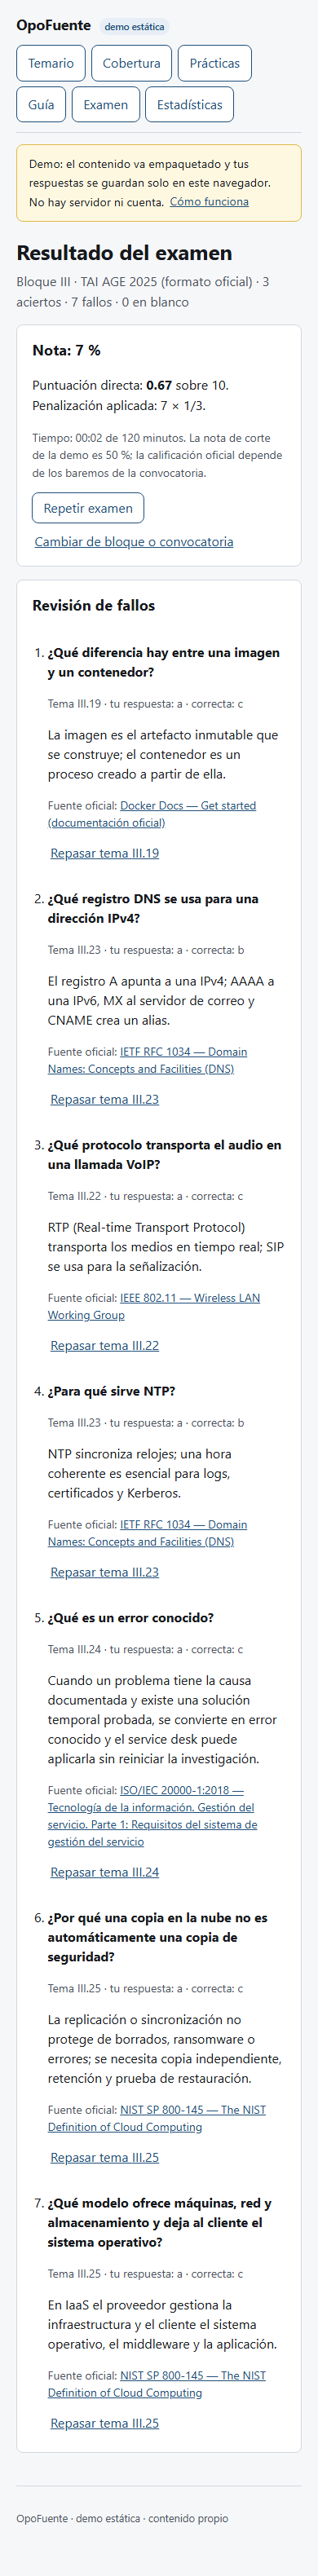 OpoFuente demo estática
Temario Cobertura Prácticas
Guía Examen Estadísticas
Demo: el contenido va empaquetado y tus
respuestas se guardan solo en este navegador.
No hay servidor ni cuenta. Cómo funciona
Resultado del examen
Bloque III · TAI AGE 2025 (formato oficial) · 3
aciertos · 7 fallos · 0 en blanco
Nota: 7 %
Puntuación directa: 0.67 sobre 10.
Penalización aplicada: 7 × 1/3.
Tiempo: 00:02 de 120 minutos. La nota de corte
de la demo es 50 %; la calificación oficial depende
de los baremos de la convocatoria.
Repetir examen
Cambiar de bloque o convocatoria
Revisión de fallos
1. ¿Qué diferencia hay entre una imagen
y un contenedor?
Tema III.19 · tu respuesta: a · correcta: c
La imagen es el artefacto inmutable que
se construye; el contenedor es un
proceso creado a partir de ella.
Fuente oficial: Docker Docs — Get started
(documentación oficial)
Repasar tema III.19
2. ¿Qué registro DNS se usa para una
dirección IPv4?
Tema III.23 · tu respuesta: a · correcta: b
El registro A apunta a una IPv4; AAAA a
una IPv6, MX al servidor de correo y
CNAME crea un alias.
Fuente oficial: IETF RFC 1034 — Domain
Names: Concepts and Facilities (DNS)
Repasar tema III.23
3. ¿Qué protocolo transporta el audio en
una llamada VoIP?
Tema III.22 · tu respuesta: a · correcta: c
RTP (Real-time Transport Protocol)
transporta los medios en tiempo real; SIP
se usa para la señalización.
Fuente oficial: IEEE 802.11 — Wireless LAN
Working Group
Repasar tema III.22
4. ¿Para qué sirve NTP?
Tema III.23 · tu respuesta: a · correcta: b
NTP sincroniza relojes; una hora
coherente es esencial para logs,
certificados y Kerberos.
Fuente oficial: IETF RFC 1034 — Domain
Names: Concepts and Facilities (DNS)
Repasar tema III.23
5. ¿Qué es un error conocido?
Tema III.24 · tu respuesta: a · correcta: c
Cuando un problema tiene la causa
documentada y existe una solución
temporal probada, se convierte en error
conocido y el service desk puede
aplicarla sin reiniciar la investigación.
Fuente oficial: ISO/IEC 20000-1:2018 —
Tecnología de la información. Gestión del
servicio. Parte 1: Requisitos del sistema de
gestión del servicio
Repasar tema III.24
6. ¿Por qué una copia en la nube no es
automáticamente una copia de
seguridad?
Tema III.25 · tu respuesta: a · correcta: c
La replicación o sincronización no
protege de borrados, ransomware o
errores; se necesita copia independiente,
retención y prueba de restauración.
Fuente oficial: NIST SP 800-145 — The NIST
Definition of Cloud Computing
Repasar tema III.25
7. ¿Qué modelo ofrece máquinas, red y
almacenamiento y deja al cliente el
sistema operativo?
Tema III.25 · tu respuesta: a · correcta: c
En IaaS el proveedor gestiona la
infraestructura y el cliente el sistema
operativo, el middleware y la aplicación.
Fuente oficial: NIST SP 800-145 — The NIST
Definition of Cloud Computing
Repasar tema III.25
OpoFuente · demo estática · contenido propio